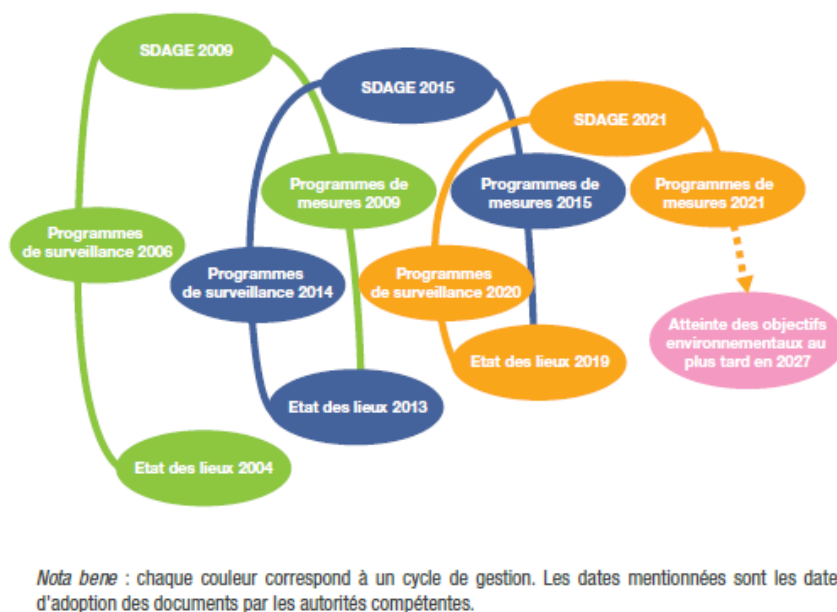 SDAGE 2009
SDAGE 2015
SDAGE 2021
Programmes de
mesures 2009
Programmes de
mesures 2015
Programmes de
mesures 2021
Programmes
de surveillance 2006
Programmes
de surveillance 2014
Programmes
de surveillance 2020
Atteinte des objectifs
environnementaux au
plus tard en 2027
Etat des lieux 2019
Etat des lieux 2013
Etat des lieux 2004
Nota bene : chaque couleur correspond à un cycle de gestion. Les dates mentionnées sont les date
d'adoption des documents par les autorités compétentes.